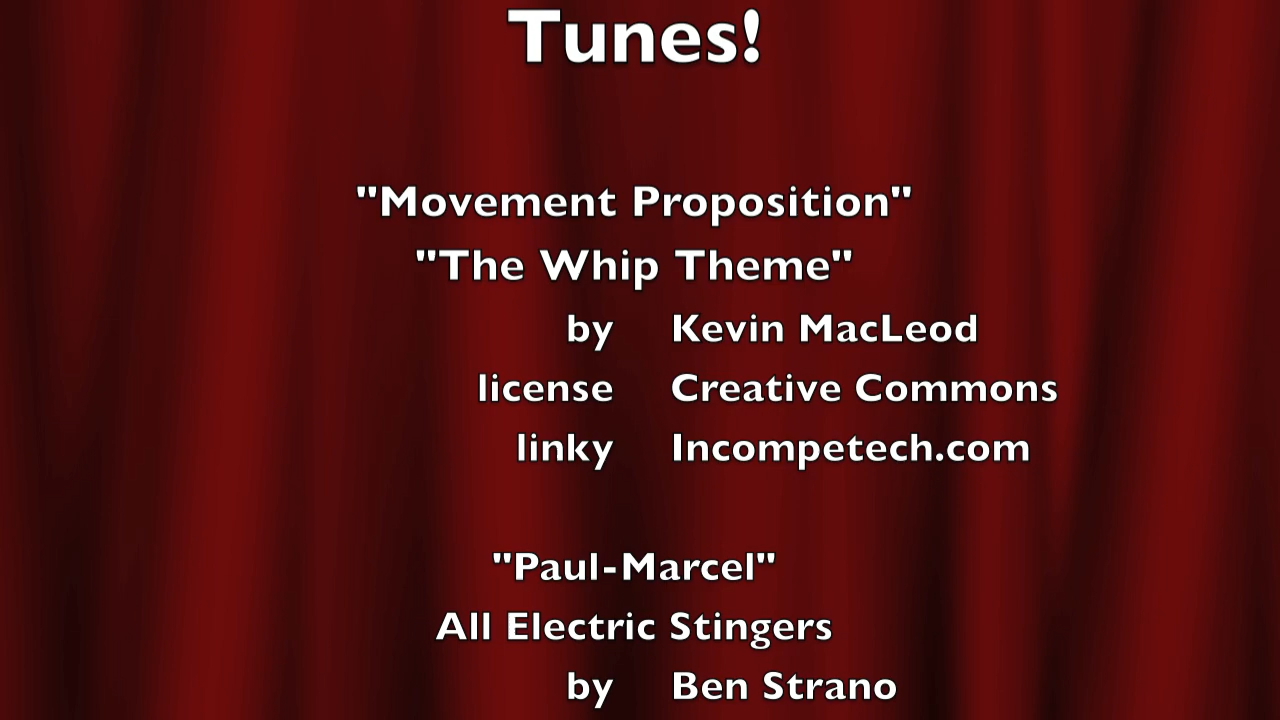 Tunes!
"Movement Proposition"
"The Whip Theme"
by Kevin MacLeod
license Creative Commons
linky Incompetech.com
"Paul-Marcel"
All Electric Stingers
by Ben Strano